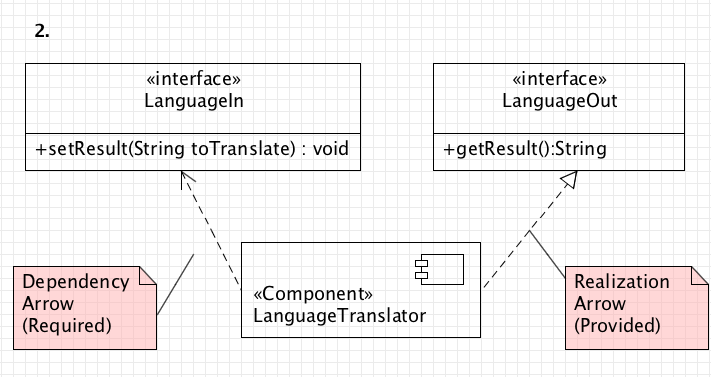 2.
«interface»
LanguageIn
+setResult(String toTranslate) : void
«interface»
LanguageOut
+getResult():String
Dependency
Arrow
(Required)
«Component»
LanguageTranslator
Realization
Arrow
(Provided)